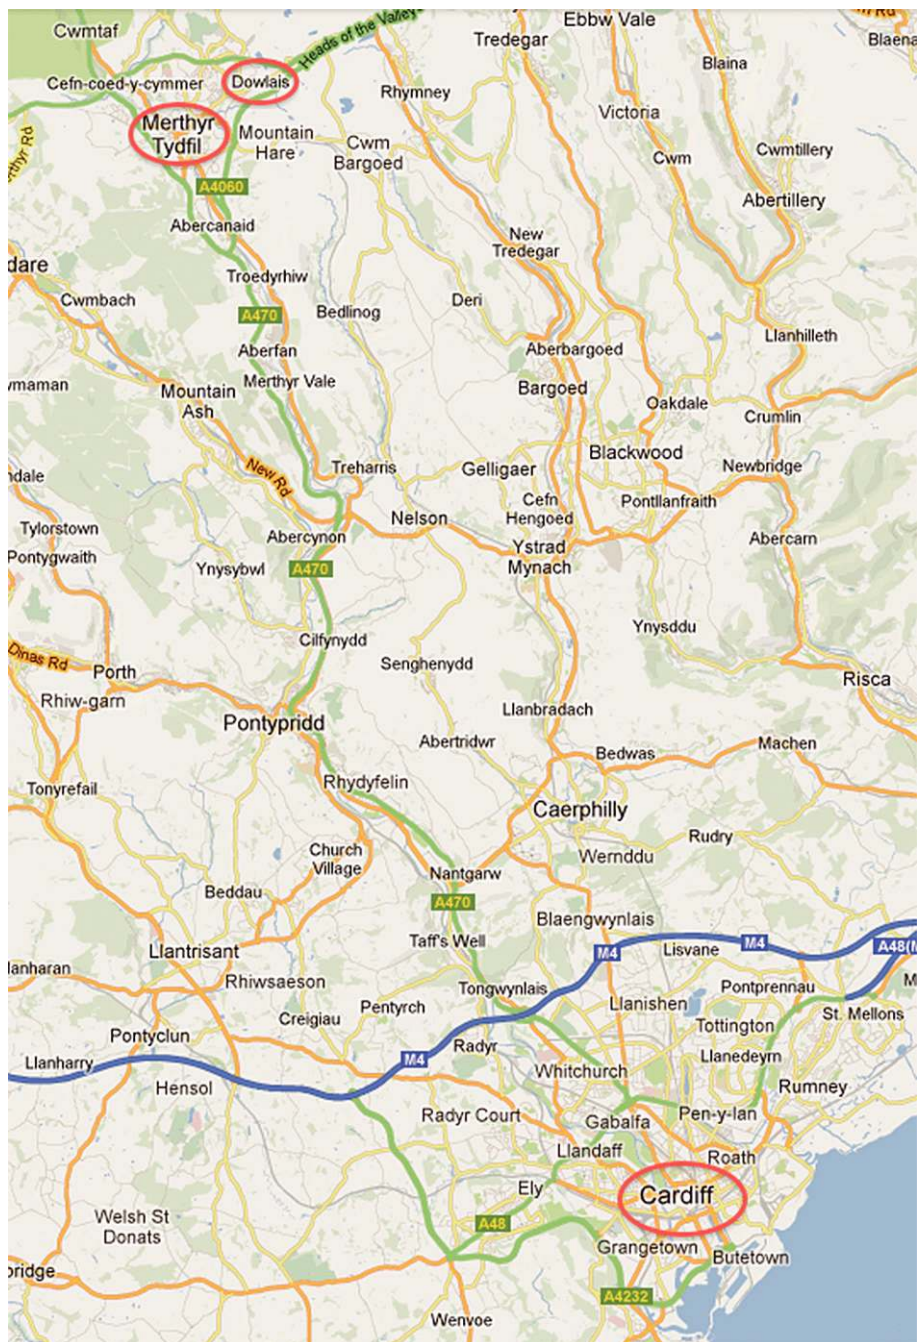 Cwmtaf
Heads of the Valleys
Tredegar
Ebbw Vale
Blaena
Cefn-coed-y-cymmer
Dowlais
Rhymney
Victoria
Blaina
Merthyr
Tydfil
Mountain
Hare
Cwm
Bargoed
Cwm
Cwmtillery
A4060
Abertillery
Abercanaid
New
Tredegar
dare
Troedyrhiw
Cwmbach
A470
Bedlinog
Deri
Llanhilleth
Aberfan
Aberbargoed
wmaman
Merthyr Vale
Mountain
Ash
Bargoed
Oakdale
Crumlin
Blackwood
New Rd
Treharris
Gelligaer
Newbridge
ndale
Cefn
Hengoed
Pontllanfraith
Tylorstown
Nelson
Abercynon
Abercarn
Pontygwaith
Ynysybwl
A470
Ystrad
Mynach
Cilfynydd
Ynysddu
Dinas Rd
Porth
Senghenydd
Risca
Rhiw-garn
Pontypridd
Llanbradach
Abertridwr
Bedwas
Machen
Tonyrefail
Rhydyfelin
Caerphilly
Rudry
Church
Village
Wernddu
Nantgarw
Beddau
A470
Blaengwynlais
Llantrisant
Taff's Well
M4
Lisvane
M4
A48(M
lanharan
Rhiwsaeson
Tongwynlais
Pontprennau
Pentyrch
Llanishen
St. Mellons
Creigiau
Tottington
Pontyclun
Radyr
Llanedeyrn
Llanharry
M4
Whitchurch
Hensol
Rumney
Radyr Court
Gabalfa
Pen-y-lan
Llandaff
Roath
Ely
Cardiff
Welsh St
Donats
A48
Grangetown
Butetown
bridge
A4232
Wenvoe